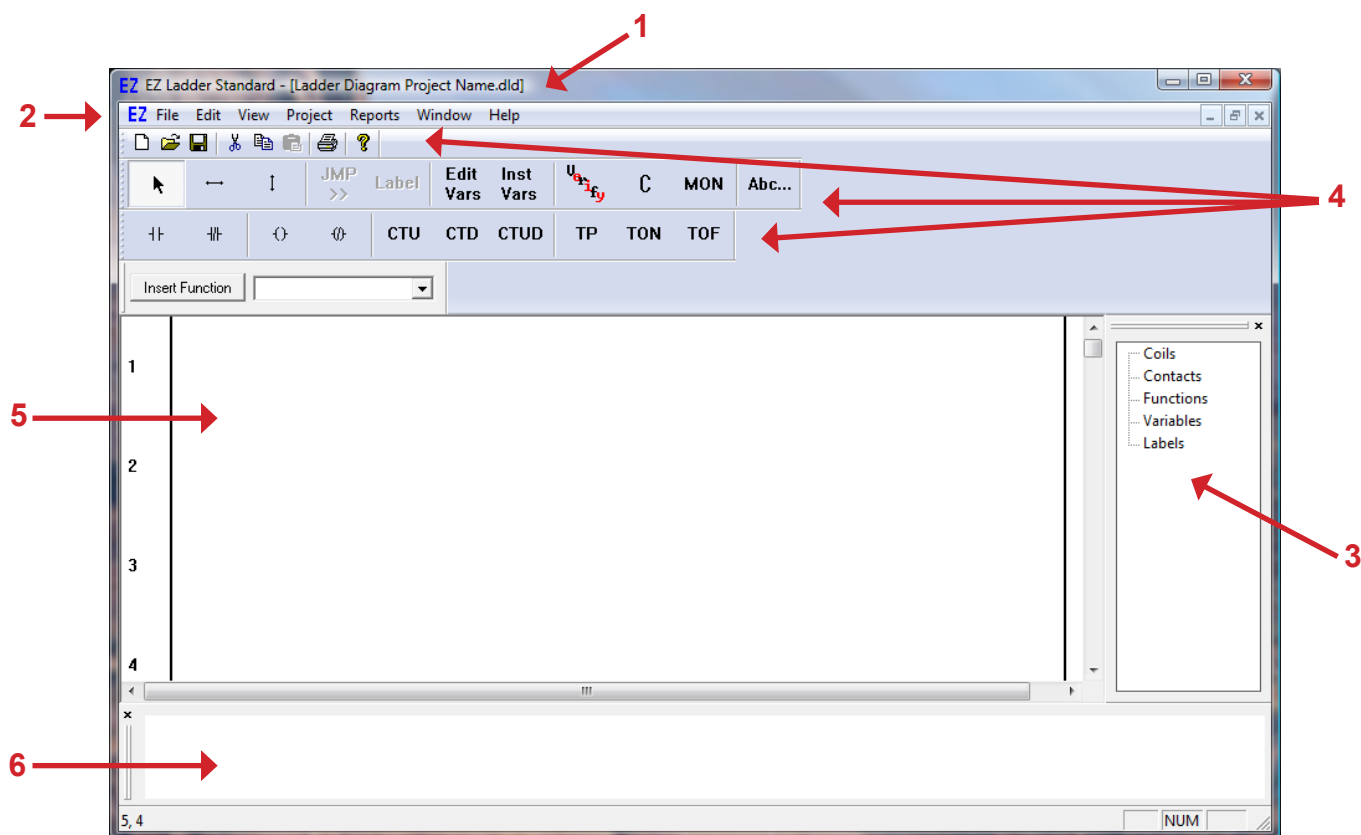 1
EZ EZ Ladder Standard - [Ladder Diagram Project Name.dld]
2
EZ File Edit View Project Reports Window Help
4
JMP >> Label Edit Vars Inst Vars Verify C MON Abc...
CTU CTD CTUD TP TON TOF
Insert Function
1
Coils
Contacts
Functions
Variables
Labels
5
2
3
3
4
6
5, 4 NUM